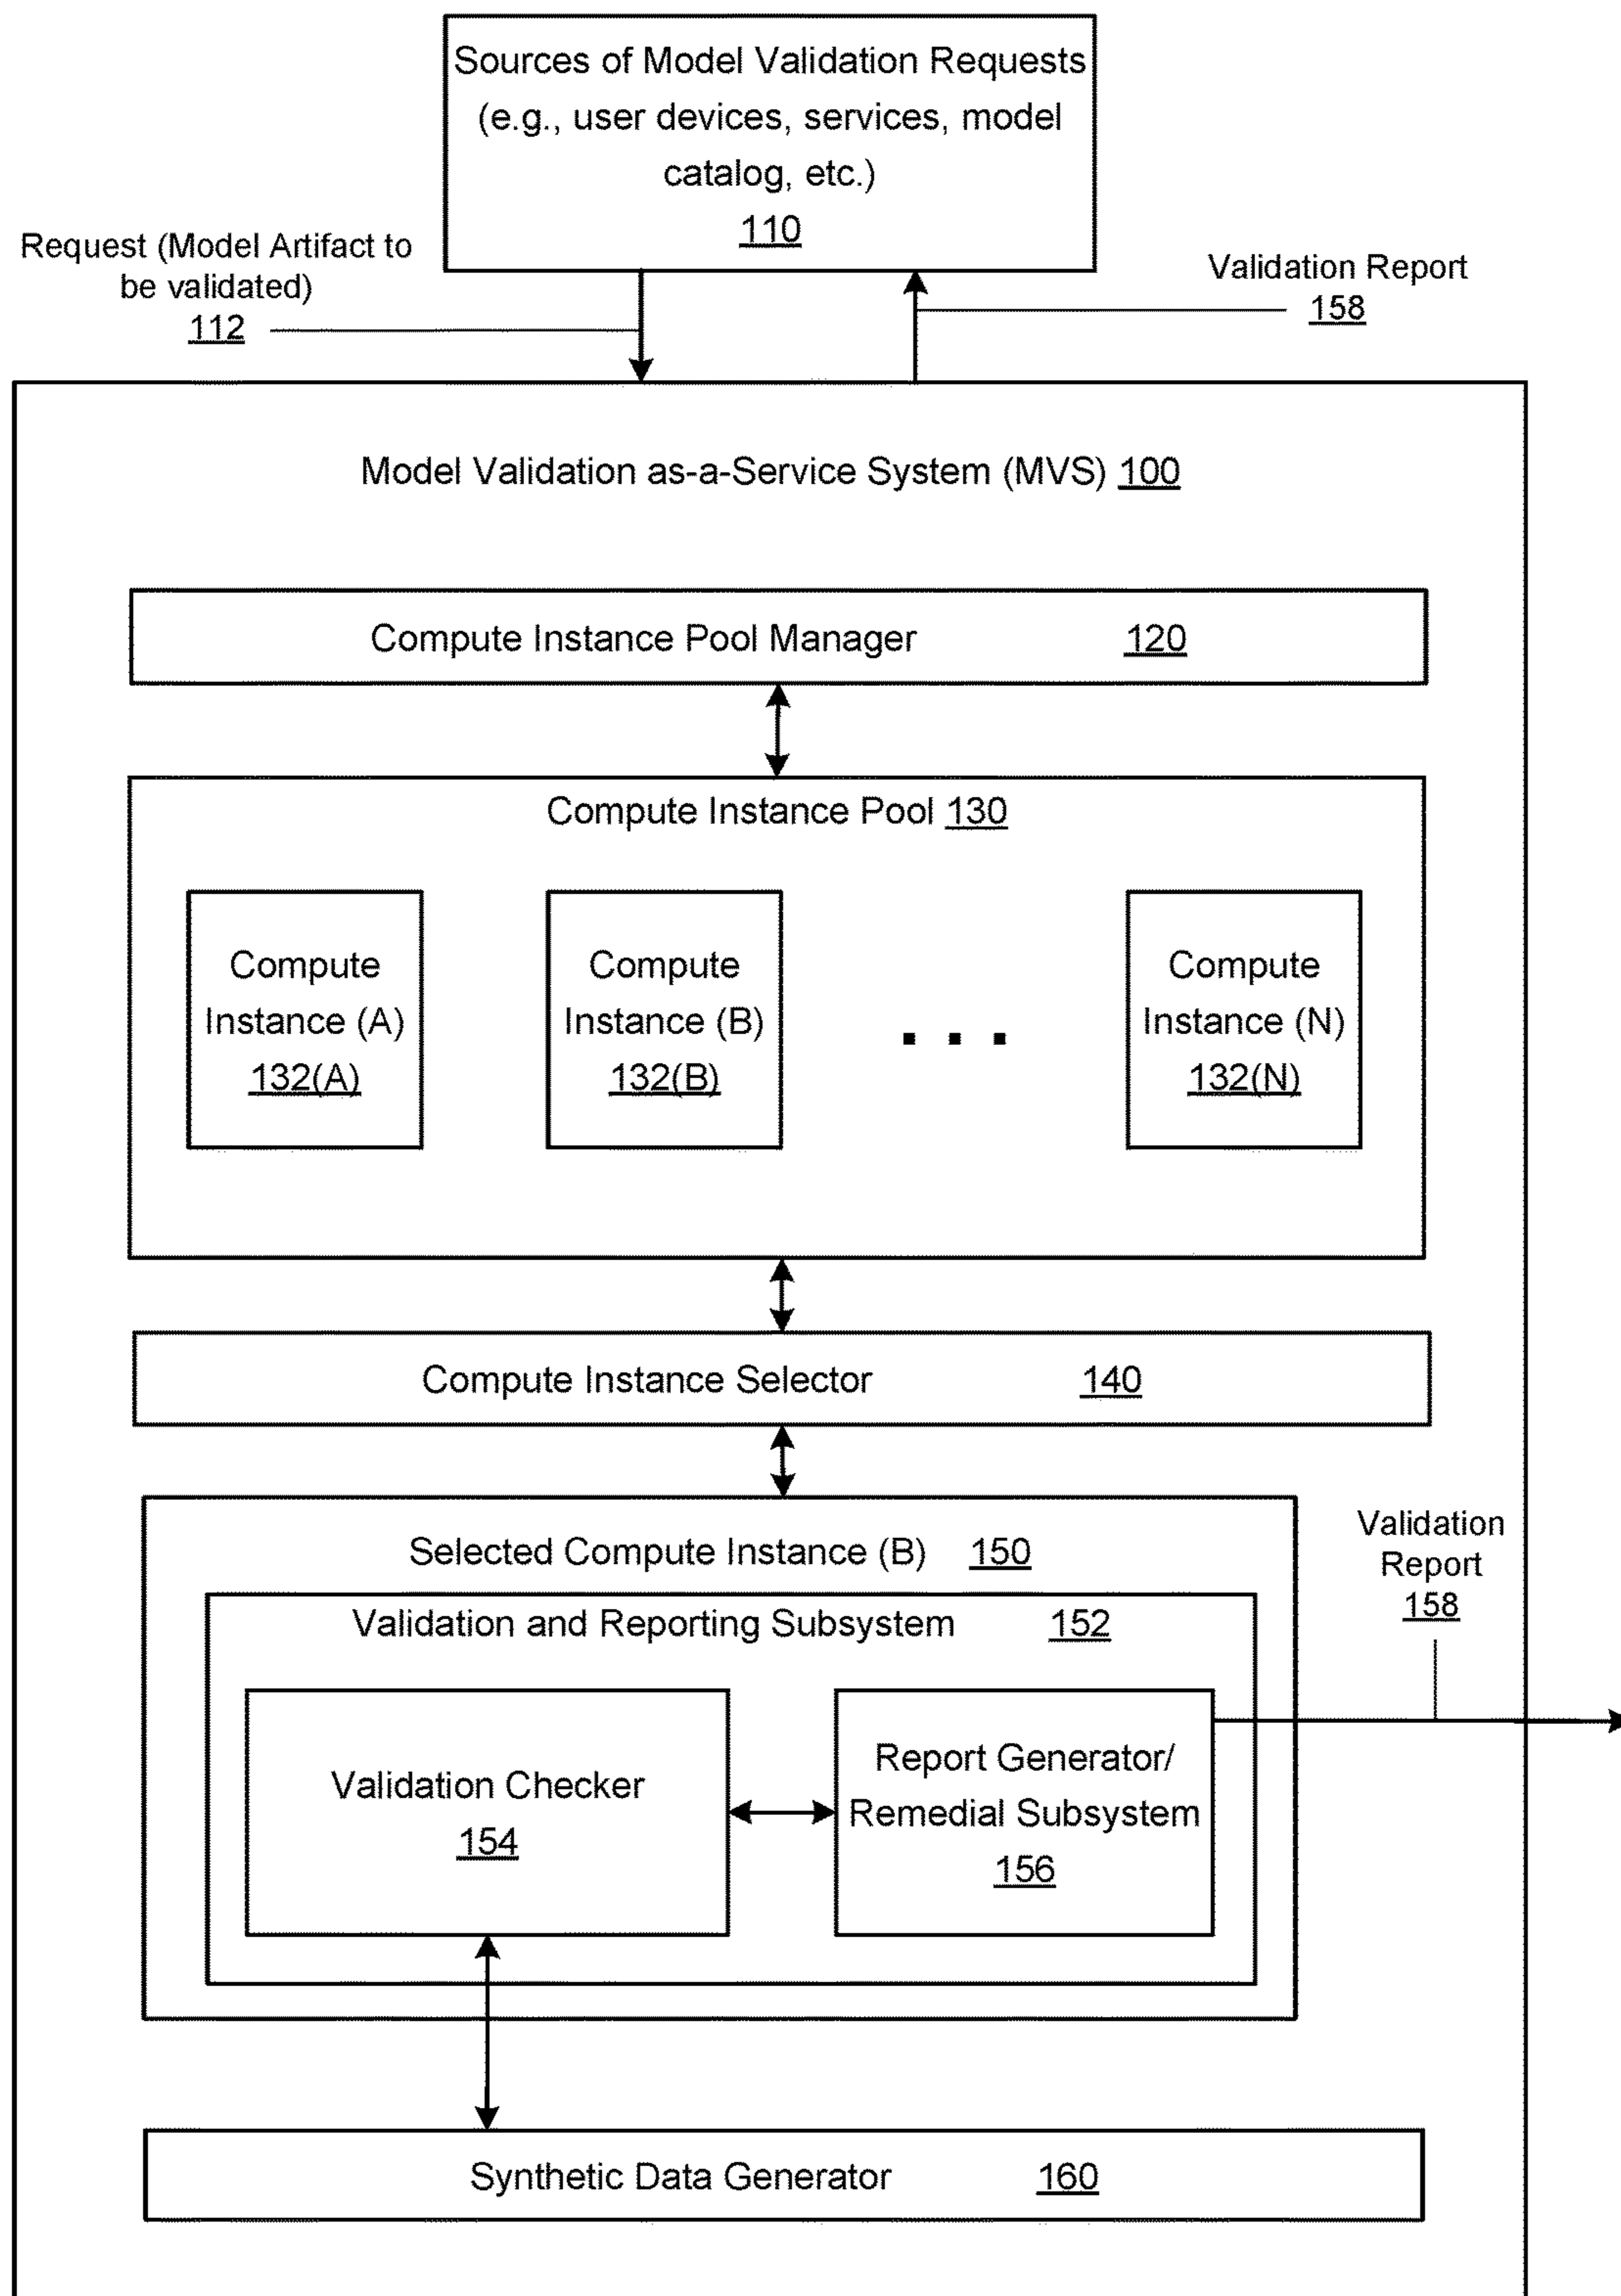 Sources of Model Validation Requests
(e.g., user devices, services, model
catalog, etc.)
110
Request (Model Artifact to
be validated)
112
Validation Report
158
Model Validation as-a-Service System (MVS) 100
Compute Instance Pool Manager 120
Compute Instance Pool 130
Compute
Instance (A)
132(A)
Compute
Instance (B)
132(B)
. . .
Compute
Instance (N)
132(N)
Compute Instance Selector 140
Selected Compute Instance (B) 150
Validation and Reporting Subsystem 152
Validation Checker
154
Report Generator/
Remedial Subsystem
156
Validation
Report
158
Synthetic Data Generator 160